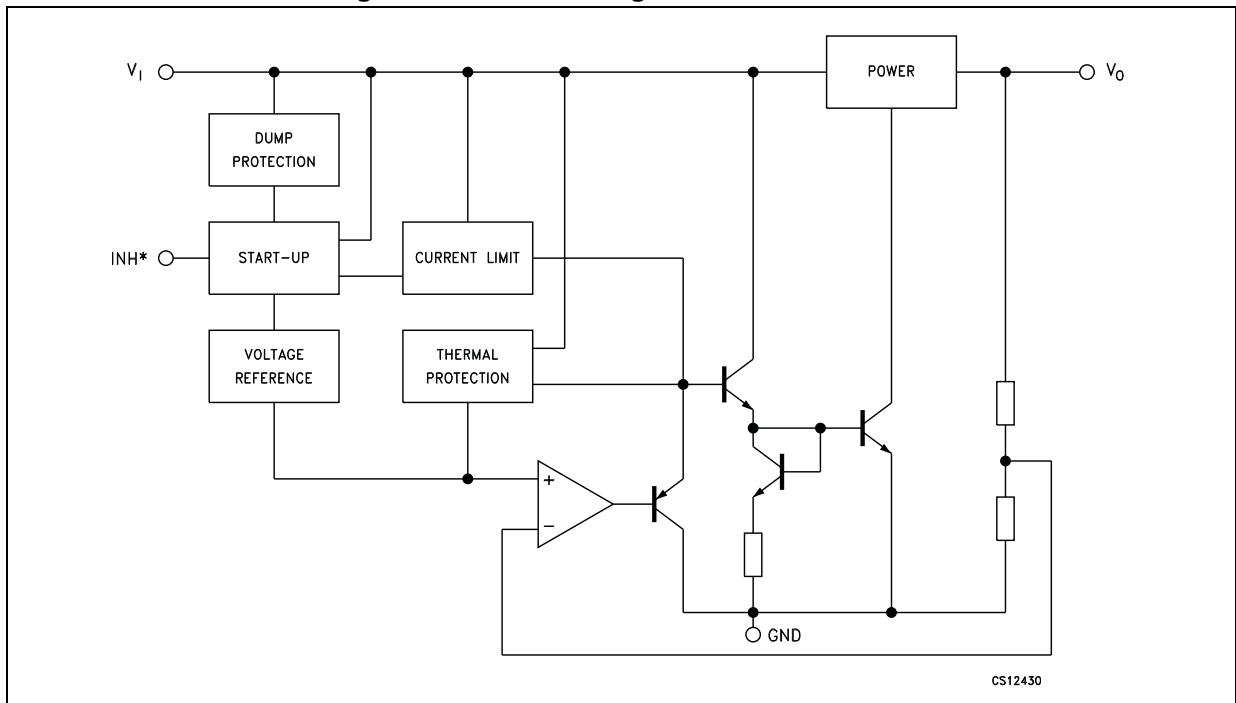 V_I
POWER
V_O
DUMP
PROTECTION
INH*
START-UP
CURRENT LIMIT
VOLTAGE
REFERENCE
THERMAL
PROTECTION
+
−
GND
CS12430